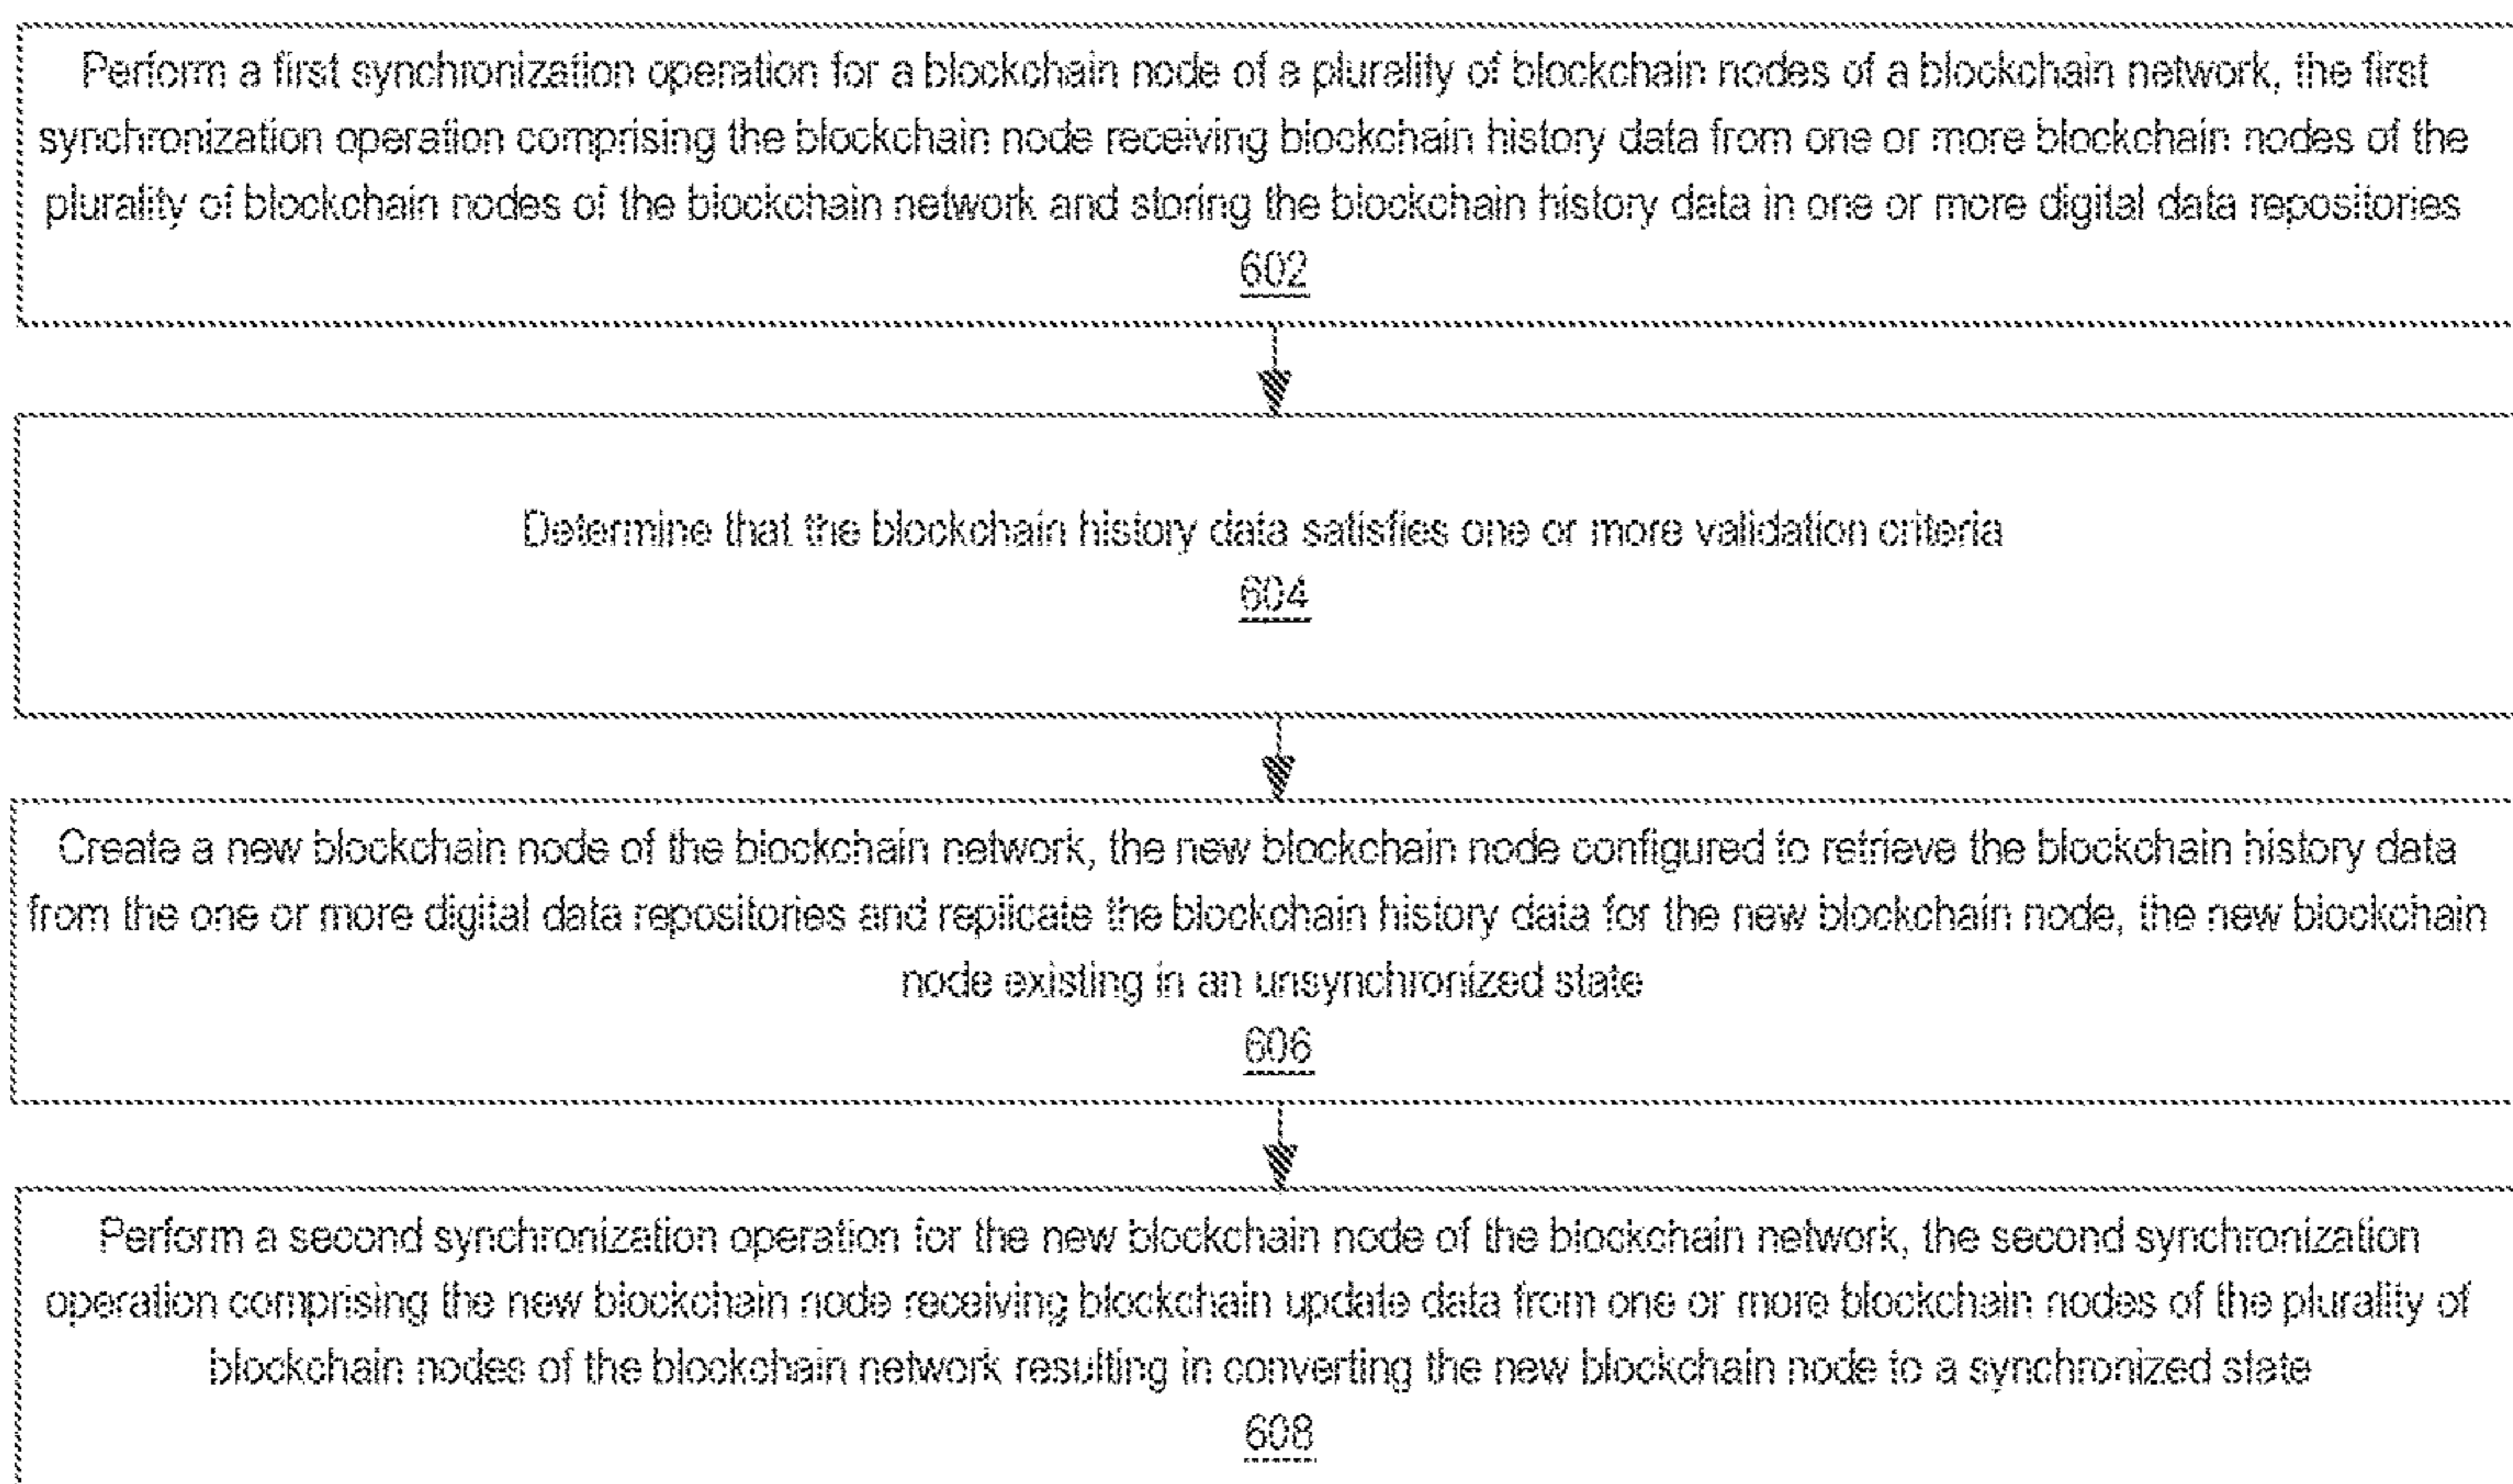 Perform a first synchronization operation for a blockchain node of a plurality of blockchain nodes of a blockchain network, the first
synchronization operation comprising the blockchain node receiving blockchain history data from one or more blockchain nodes of the
plurality of blockchain nodes of the blockchain network and storing the blockchain history data in one or more digital data repositories
602
Determine that the blockchain history data satisfies one or more validation criteria
604
Create a new blockchain node of the blockchain network, the new blockchain node configured to retrieve the blockchain history data
from the one or more digital data repositories and replicate the blockchain history data for the new blockchain node, the new blockchain
node existing in an unsynchronized state
606
Perform a second synchronization operation for the new blockchain node of the blockchain network, the second synchronization
operation comprising the new blockchain node receiving blockchain update data from one or more blockchain nodes of the plurality of
blockchain nodes of the blockchain network resulting in converting the new blockchain node to a synchronized state
608